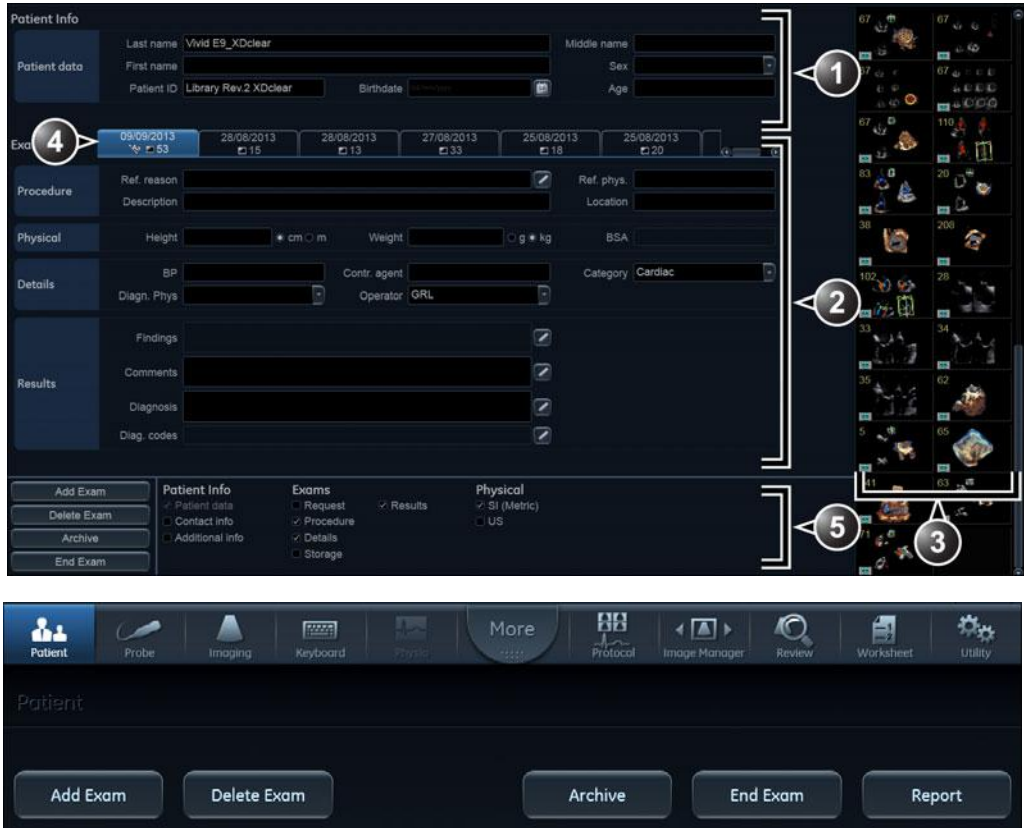 Patient Info
Last name Vivid E9_XDclear Middle name
Patient data First name Sex
Patient ID Library Rev.2 XDclear Birthdate Age
1
4
09/09/2013 28/08/2013 28/08/2013 27/08/2013 25/08/2013 25/08/2013
53 15 13 33 18 20
Ref. reason Ref. phys.
Procedure
Description Location
Physical Height cm m Weight g kg BSA
BP Contr. agent Category Cardiac
Details
Diagn. Phys Operator GRL
2
Findings
Comments
Results
Diagnosis
Diag. codes
Add Exam
Delete Exam
Archive
End Exam
Patient Info Exams Physical
Patient data Request Results SI (Metric)
Contact info Procedure US
Additional info Details
Storage
5
67 67
67 67
67 110
83 20
38 208
102 28
33 34
35 62
5 65
41 63
71
3
Patient Probe Imaging Keyboard Physio More Protocol Image Manager Review Worksheet Utility
Patient
Add Exam Delete Exam Archive End Exam Report